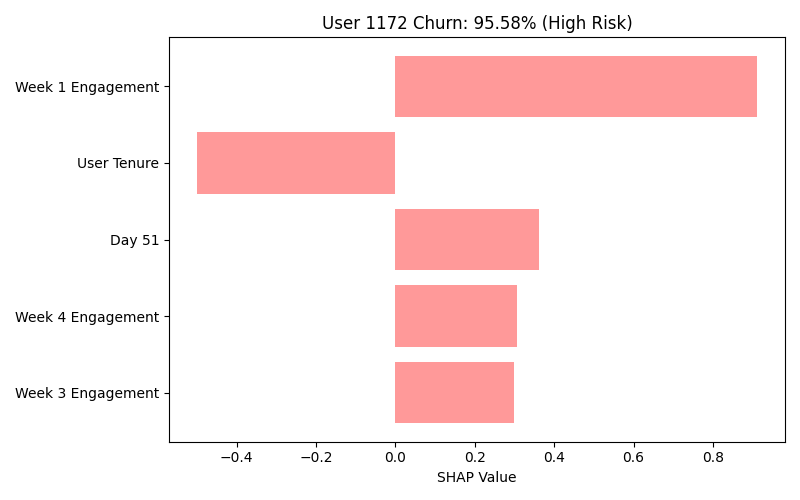 User 1172 Churn: 95.58% (High Risk)
Week 1 Engagement
User Tenure
Day 51
Week 4 Engagement
Week 3 Engagement
−0.4 −0.2 0.0 0.2 0.4 0.6 0.8
SHAP Value